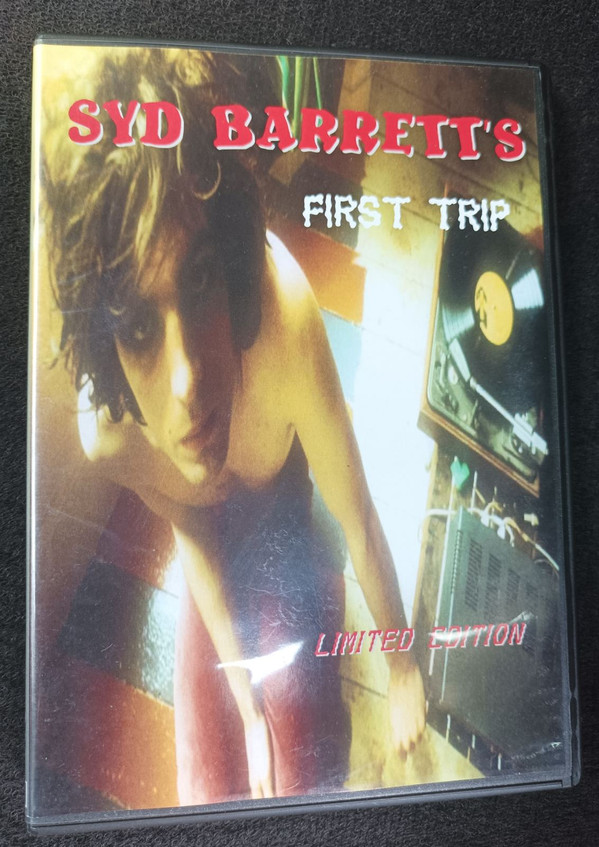 SYD BARRETT'S
FIRST TRIP
LIMITED EDITION